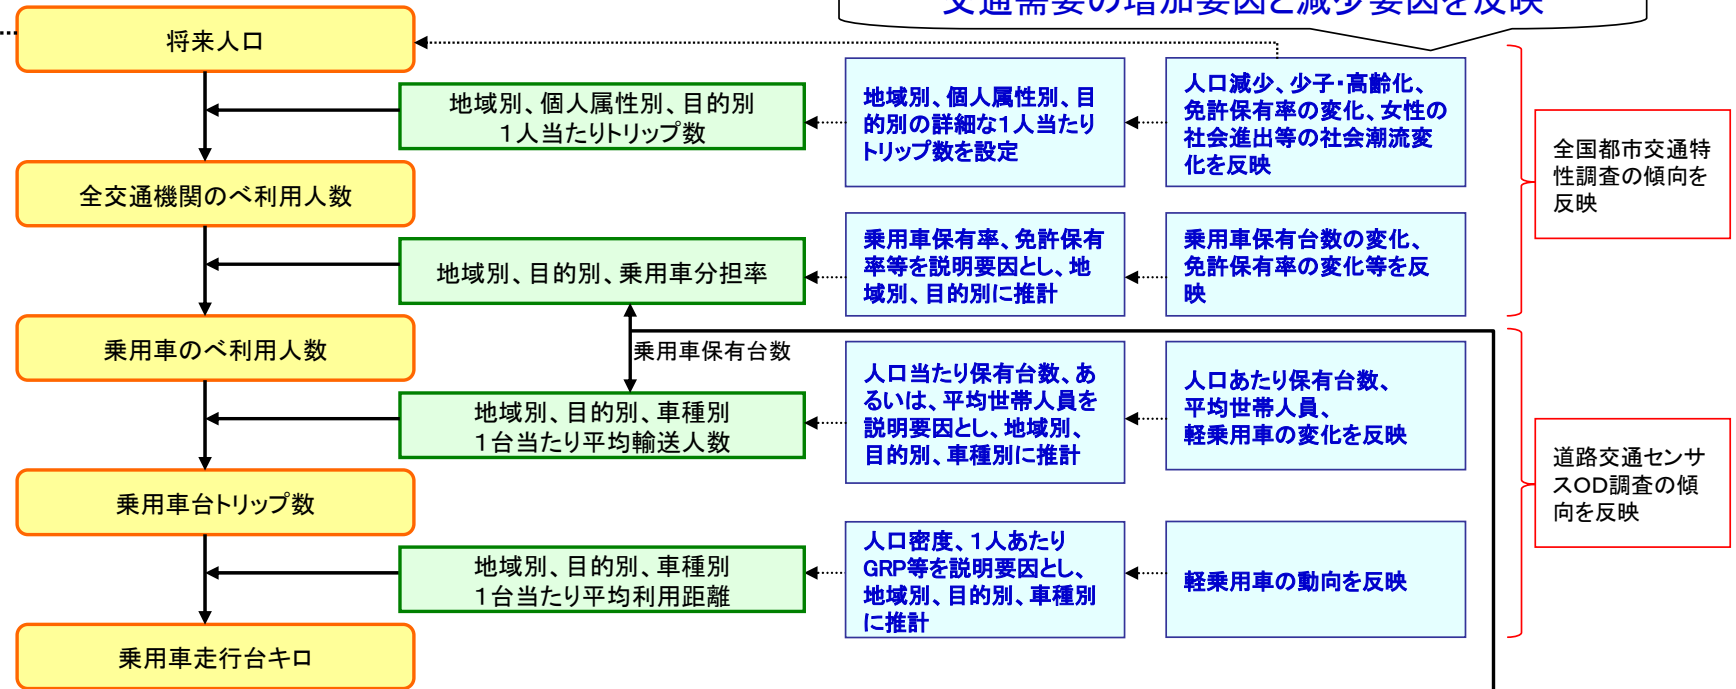 交通需要の増加要因と減少要因を反映
将来人口
地域別、個人属性別、目的別
1人当たりトリップ数
地域別、個人属性別、目
的別の詳細な1人当たり
トリップ数を設定
人口減少、少子・高齢化、
免許保有率の変化、女性の
社会進出等の社会潮流変
化を反映
全国都市交通特
性調査の傾向を
反映
全交通機関のべ利用人数
地域別、目的別、乗用車分担率
乗用車保有率、免許保有
率等を説明要因とし、地
域別、目的別に推計
乗用車保有台数の変化、
免許保有率の変化等を反
映
乗用車のべ利用人数
乗用車保有台数
地域別、目的別、車種別
1台当たり平均輸送人数
人口当たり保有台数、あ
るいは、平均世帯人員を
説明要因とし、地域別、
目的別、車種別に推計
人口あたり保有台数、
平均世帯人員、
軽乗用車の変化を反映
道路交通センサ
スOD調査の傾
向を反映
乗用車台トリップ数
地域別、目的別、車種別
1台当たり平均利用距離
人口密度、1人あたり
GRP等を説明要因とし、
地域別、目的別、車種別
に推計
軽乗用車の動向を反映
乗用車走行台キロ